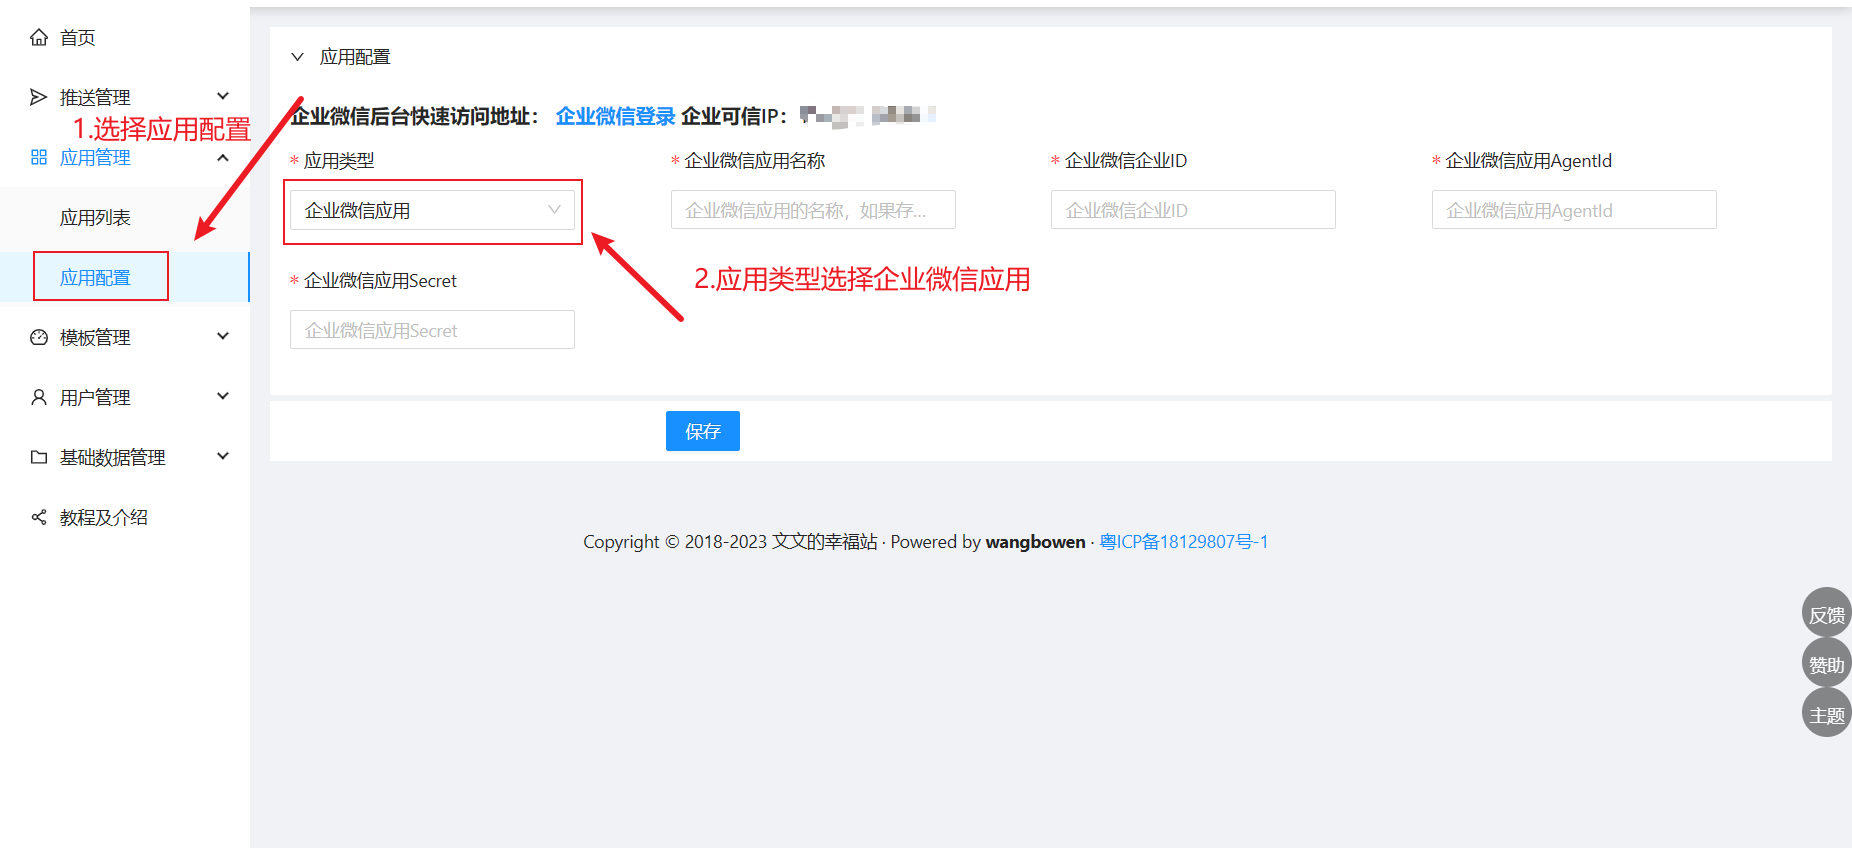 首页
推送管理
1.选择应用配置
应用管理
应用列表
应用配置
模板管理
用户管理
基础数据管理
教程及介绍
应用配置
企业微信后台快速访问地址： 企业微信登录 企业可信IP：
* 应用类型
* 企业微信应用名称
* 企业微信企业ID
* 企业微信应用AgentId
企业微信应用
企业微信应用的名称，如果存...
企业微信企业ID
企业微信应用AgentId
2.应用类型选择企业微信应用
* 企业微信应用Secret
企业微信应用Secret
保存
Copyright © 2018-2023 文文的幸福站 · Powered by wangbowen · 粤ICP备18129807号-1
反馈
赞助
主题